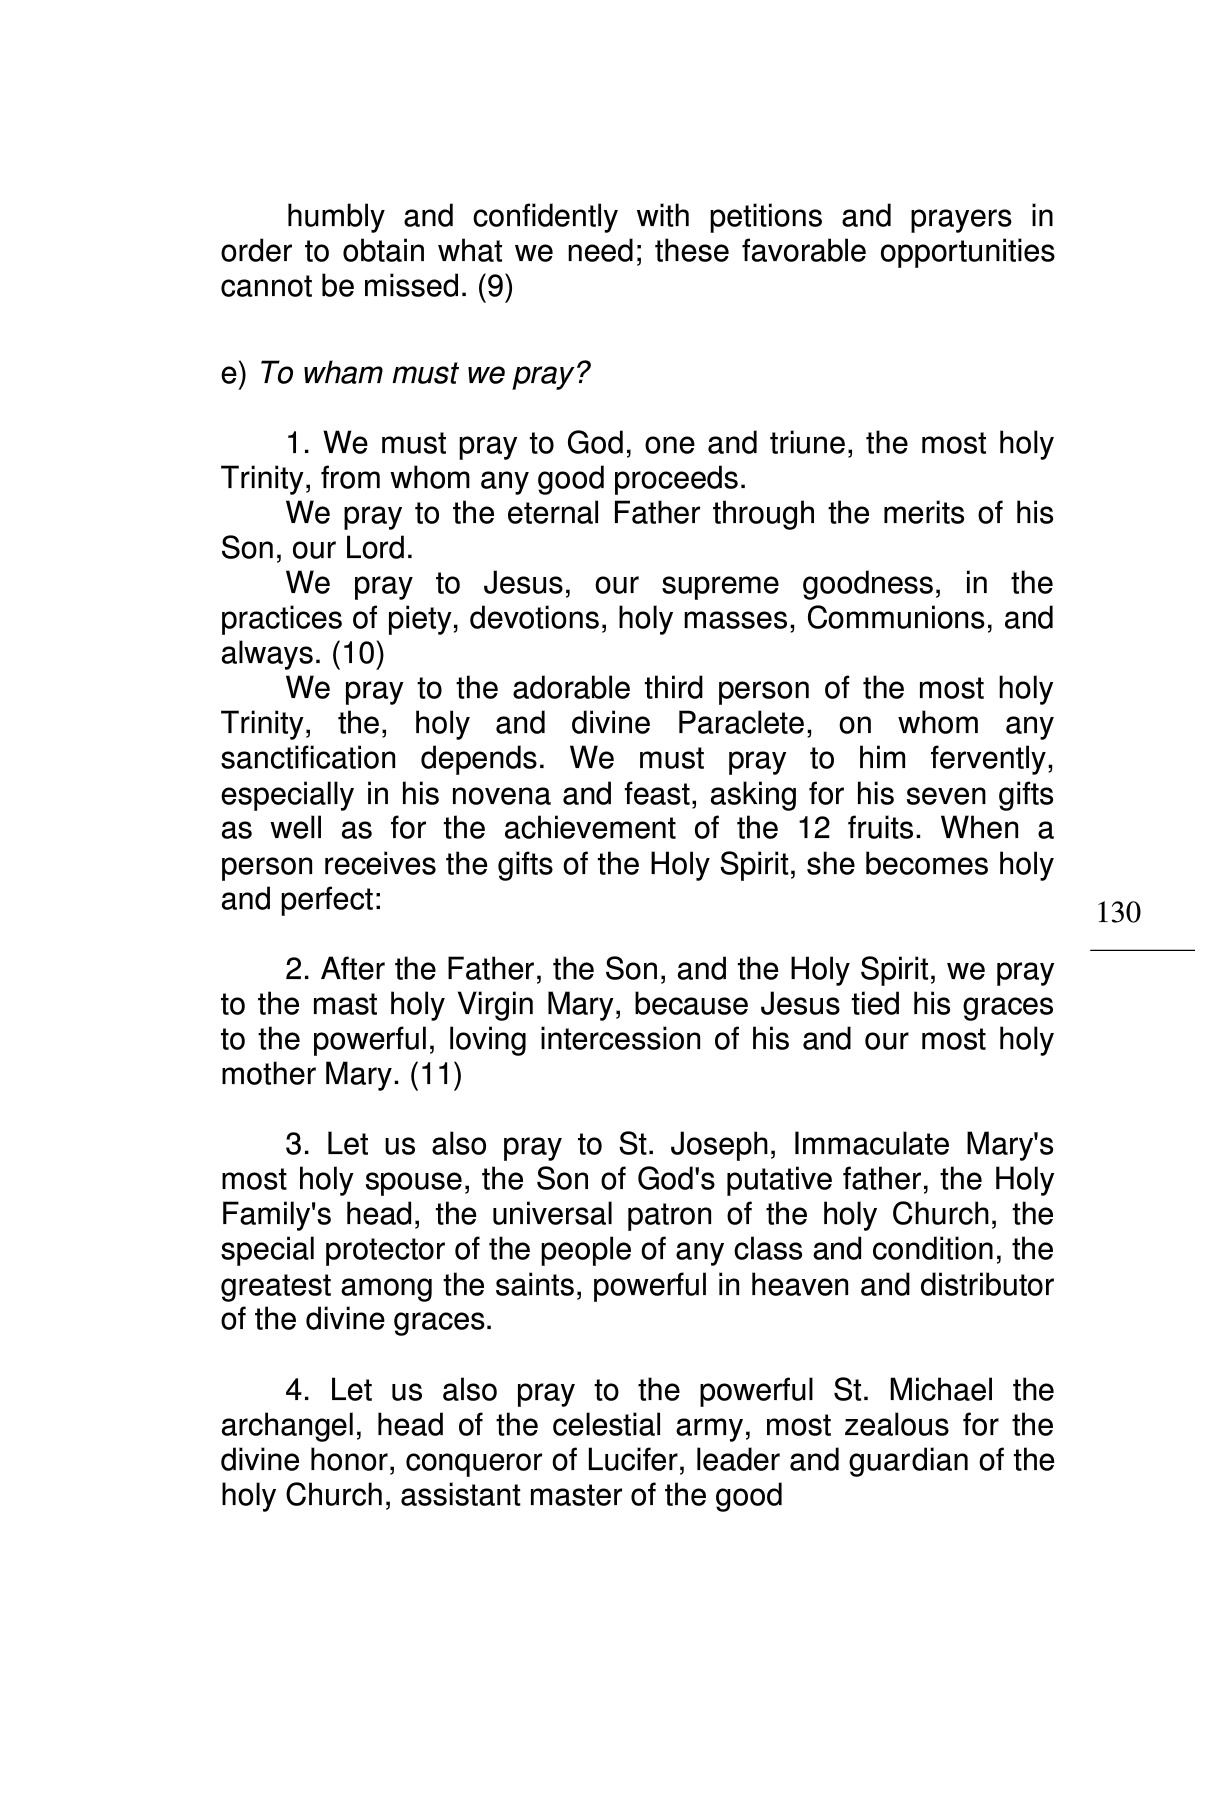 humbly and confidently with petitions and prayers in
order to obtain what we need; these favorable opportunities
cannot be missed. (9)
e) To wham must we pray?
1. We must pray to God, one and triune, the most holy
Trinity, from whom any good proceeds.
We pray to the eternal Father through the merits of his
Son, our Lord.
We pray to Jesus, our supreme goodness, in the
practices of piety, devotions, holy masses, Communions, and
always. (10)
We pray to the adorable third person of the most holy
Trinity, the, holy and divine Paraclete, on whom any
sanctification depends. We must pray to him fervently,
especially in his novena and feast, asking for his seven gifts
as well as for the achievement of the 12 fruits. When a
person receives the gifts of the Holy Spirit, she becomes holy
and perfect:
130
2. After the Father, the Son, and the Holy Spirit, we pray
to the mast holy Virgin Mary, because Jesus tied his graces
to the powerful, loving intercession of his and our most holy
mother Mary. (11)
3. Let us also pray to St. Joseph, Immaculate Mary's
most holy spouse, the Son of God's putative father, the Holy
Family's head, the universal patron of the holy Church, the
special protector of the people of any class and condition, the
greatest among the saints, powerful in heaven and distributor
of the divine graces.
4. Let us also pray to the powerful St. Michael the
archangel, head of the celestial army, most zealous for the
divine honor, conqueror of Lucifer, leader and guardian of the
holy Church, assistant master of the good